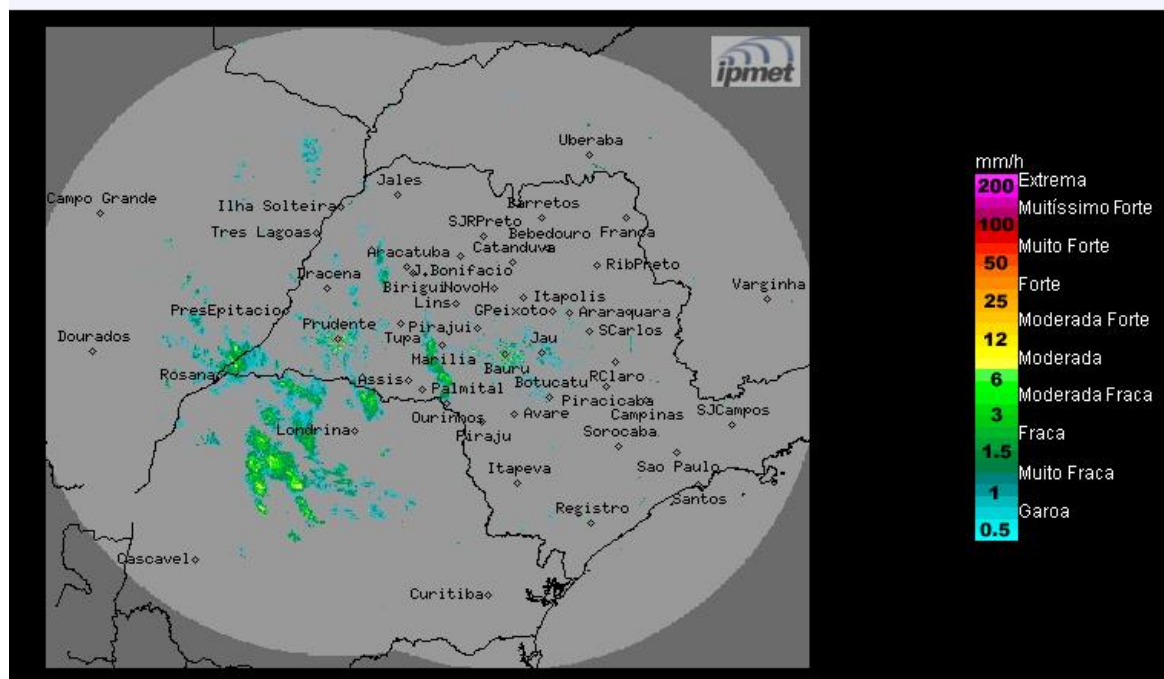 ipmet
Uberaba
Jales
Campo Grande
Ilha Solteira
Barretos
SJRPreto
Tres Lagoas
Bebedouro
Franca
Aracatuba
Catanduva
J.Bonifacio
RibPreto
Dracena
Birigui
NovoH
Itapolis
Varginha
Lins
PresEpitacio
GPeixoto
Araraquara
Prudente
Pirajui
SCarlos
Dourados
Tupa
Jau
Marilia
Bauru
Rosana
Assis
Botucatu
RClaro
Palmital
Piracicaba
SJCampos
Ourinhos
Avare
Campinas
Londrina
Piraju
Sorocaba
Itapeva
Sao Paulo
Santos
Registro
Cascavel
Curitiba
mm/h
200 Extrema
Muitíssimo Forte
100
Muito Forte
50
Forte
25
Moderada Forte
12
Moderada
6
Moderada Fraca
3
Fraca
1.5
Muito Fraca
1
Garoa
0.5